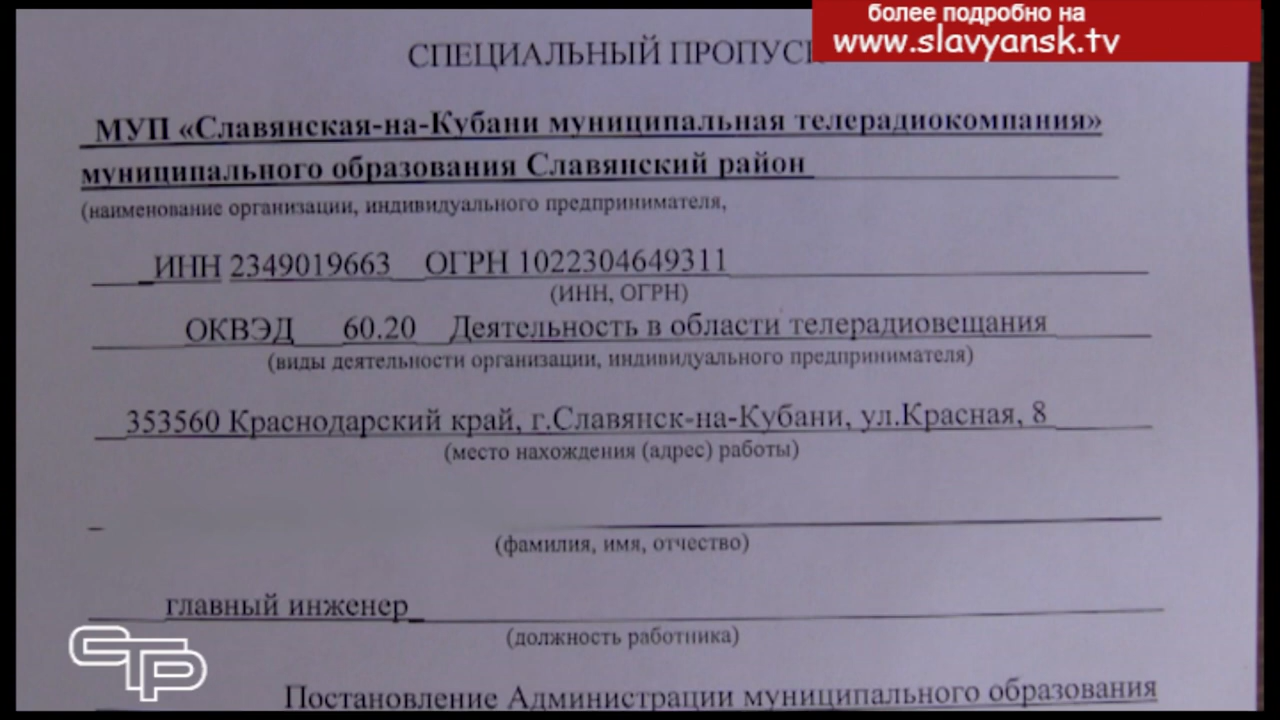 более подробно на
www.slavyansk.tv
СПЕЦИАЛЬНЫЙ ПРОПУСК
МУП «Славянская-на-Кубани муниципальная телерадиокомпания»
муниципального образования Славянский район
(наименование организации, индивидуального предпринимателя,
ИНН 2349019663 ОГРН 1022304649311
(ИНН, ОГРН)
ОКВЭД 60.20 Деятельность в области телерадиовещания
(виды деятельности организации, индивидуального предпринимателя)
353560 Краснодарский край, г.Славянск-на-Кубани, ул.Красная, 8
(место нахождения (адрес) работы)
(фамилия, имя, отчество)
главный инженер
(должность работника)
СТР
Постановление Администрации муниципального образования